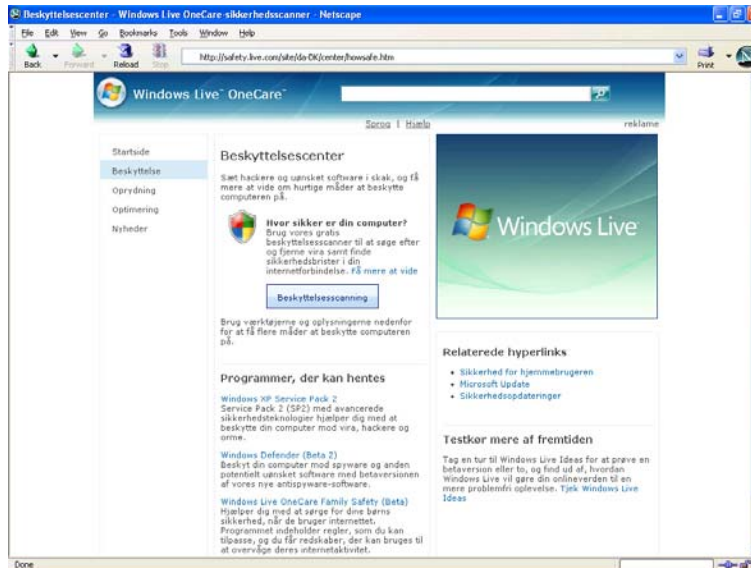 Beskyttelsescenter - Windows Live OneCare-sikkerhedsscanner - Netscape
File Edit View Go Bookmarks Tools Window Help
Back Forward Reload Stop http://safety.live.com/site/da-DK/center/howsafe.htm Print
Windows Live™ OneCare™
Sprog | Hjælp reklame
Startside
Beskyttelse
Oprydning
Optimering
Nyheder
Beskyttelsescenter
Sæt hackere og uønsket software i skak, og få
mere at vide om hurtige måder at beskytte
computeren på.
Hvor sikker er din computer?
Brug vores gratis
beskyttelsesscanner til at søge efter
og fjerne vira samt finde
sikkerhedsbrister i din
internetforbindelse. Få mere at vide
Beskyttelsesscanning
Brug værktøjerne og oplysningerne nedenfor
for at få flere måder at beskytte computeren
på.
Programmer, der kan hentes
Windows XP Service Pack 2
Service Pack 2 (SP2) med avancerede
sikkerhedsteknologier hjælper dig med at
beskytte din computer mod vira, hackere og
orme.
Windows Defender (Beta 2)
Beskyt din computer mod spyware og anden
potentielt uønsket software med betaversionen
af vores nye antispyware-software.
Windows Live OneCare Family Safety (Beta)
Hjælper dig med at sørge for dine børns
sikkerhed, når de bruger internettet.
Programmet indeholder regler, som du kan
tilpasse, og du får redskaber, der kan bruges til
at overvåge deres internetaktivitet.
Windows Live
Relaterede hyperlinks
• Sikkerhed for hjemmebrugeren
• Microsoft Update
• Sikkerhedsopdateringer
Testkør mere af fremtiden
Tag en tur til Windows Live Ideas for at prøve en
betaversion eller to, og find ud af, hvordan
Windows Live vil gøre din onlineverden til en
mere problemfri oplevelse. Tjek Windows Live
Ideas
Done